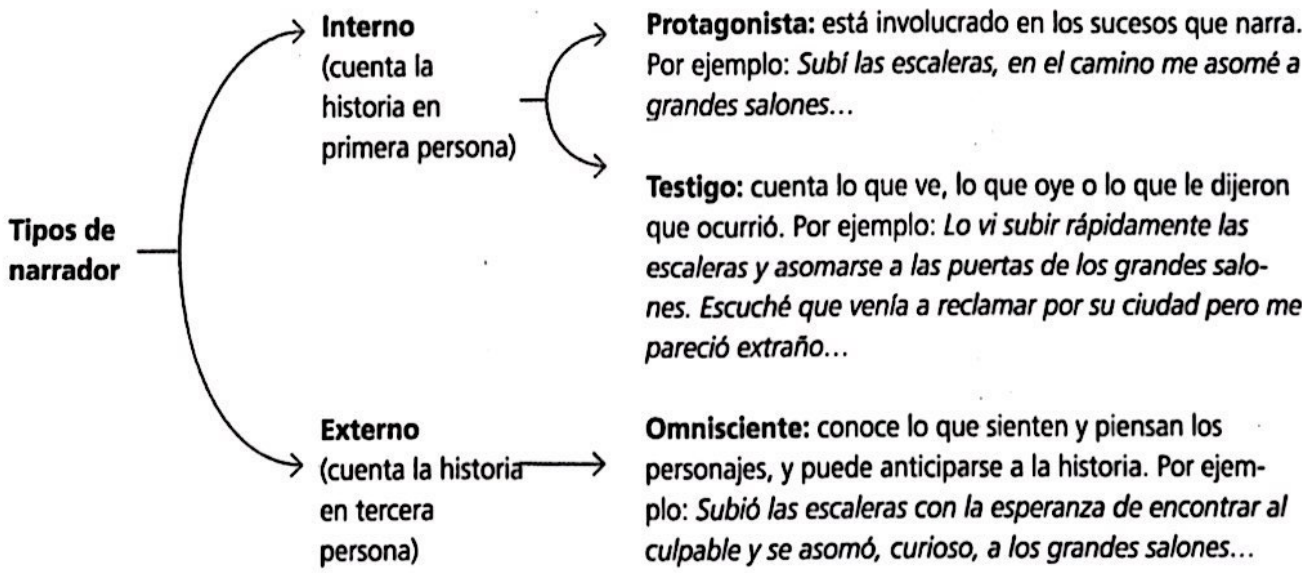 Tipos de
narrador
Interno
(cuenta la
historia en
primera persona)
Protagonista: está involucrado en los sucesos que narra.
Por ejemplo: Subí las escaleras, en el camino me asomé a
grandes salones...
Testigo: cuenta lo que ve, lo que oye o lo que le dijeron
que ocurrió. Por ejemplo: Lo vi subir rápidamente las
escaleras y asomarse a las puertas de los grandes salo-
nes. Escuché que venía a reclamar por su ciudad pero me
pareció extraño...
Externo
(cuenta la historia
en tercera
persona)
Omnisciente: conoce lo que sienten y piensan los
personajes, y puede anticiparse a la historia. Por ejem-
plo: Subió las escaleras con la esperanza de encontrar al
culpable y se asomó, curioso, a los grandes salones...